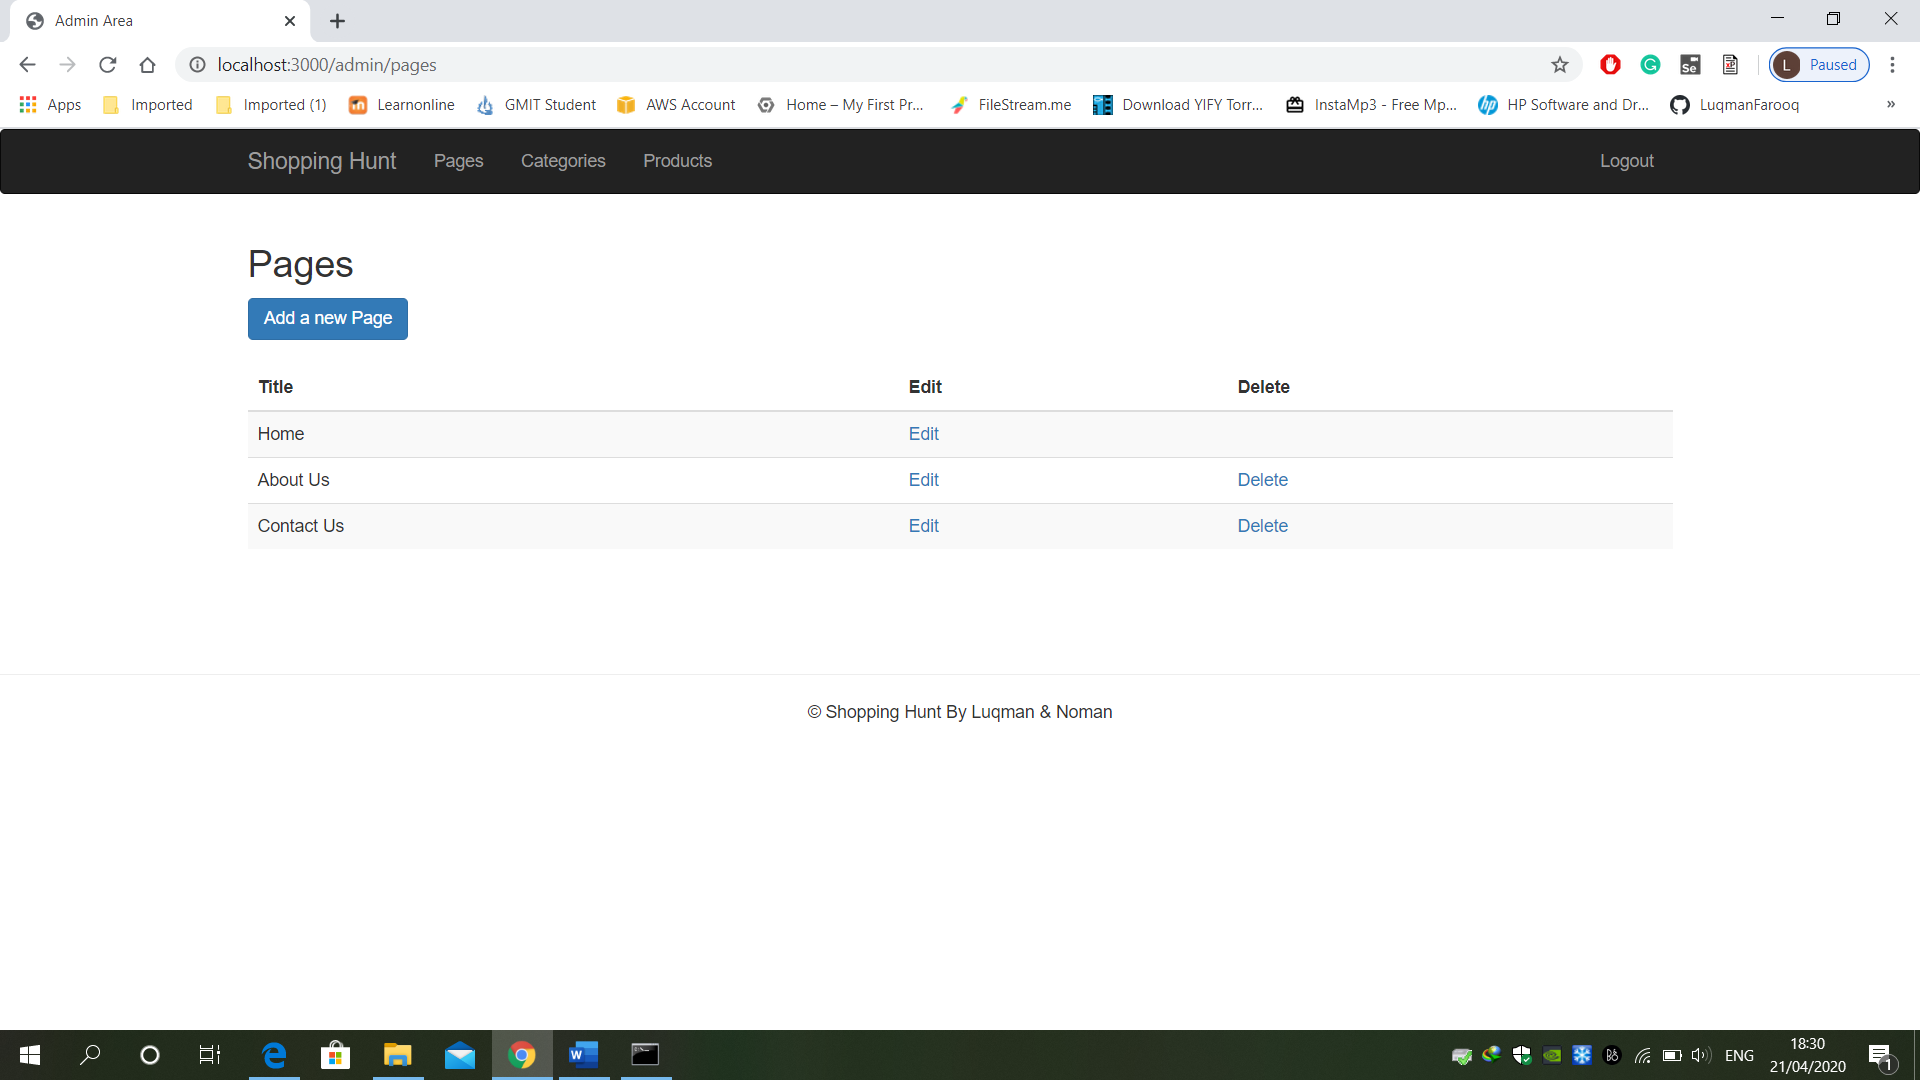 Admin Area
localhost:3000/admin/pages
L Paused
Apps Imported Imported (1) Learnonline GMIT Student AWS Account Home – My First Pr... FileStream.me Download YIFY Torr... InstaMp3 - Free Mp... HP Software and Dr... LuqmanFarooq »
Shopping Hunt Pages Categories Products Logout
Pages
Add a new Page
Title Edit Delete
Home Edit
About Us Edit Delete
Contact Us Edit Delete
© Shopping Hunt By Luqman & Noman
ENG
18:30
21/04/2020
1